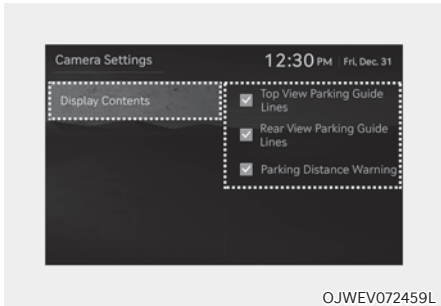 Camera Settings
12:30 PM Fri, Dec. 31
Display Contents
Top View Parking Guide
Lines
Rear View Parking Guide
Lines
Parking Distance Warning
OJWEV072459L